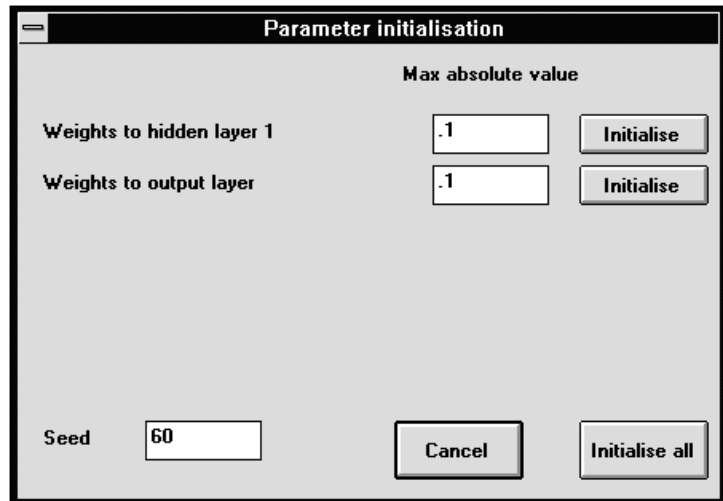 Parameter initialisation
Max absolute value
Weights to hidden layer 1 .1 Initialise
Weights to output layer .1 Initialise
Seed 60 Cancel Initialise all